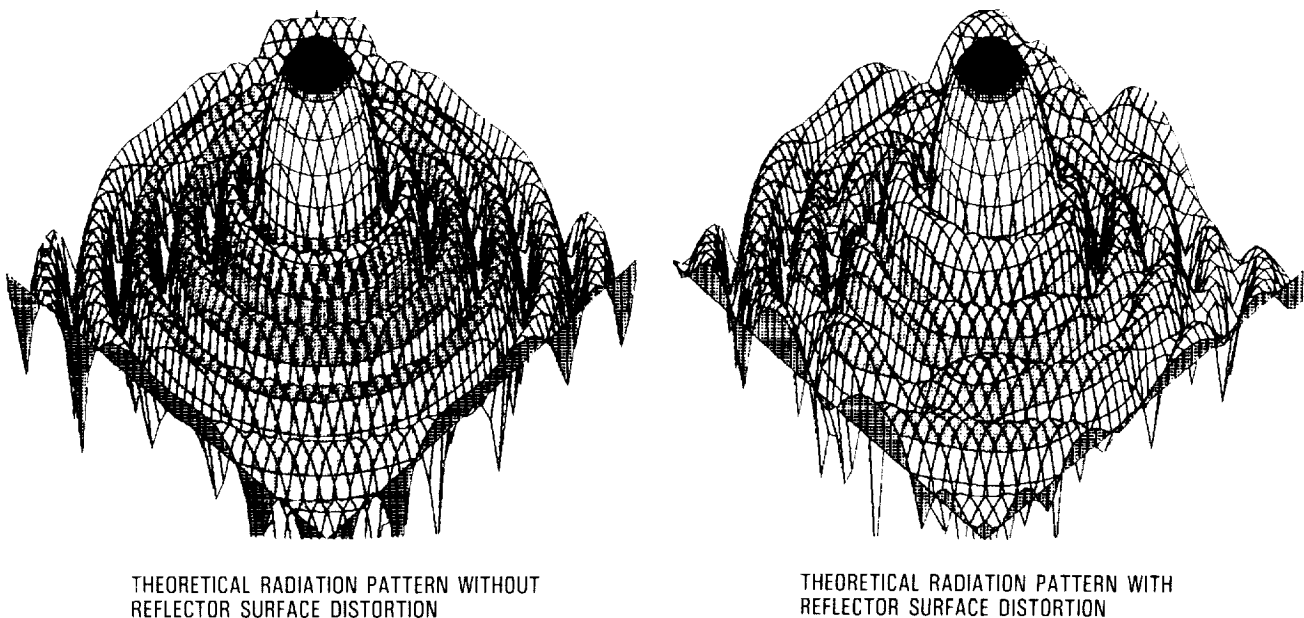 THEORETICAL RADIATION PATTERN WITHOUT
REFLECTOR SURFACE DISTORTION
THEORETICAL RADIATION PATTERN WITH
REFLECTOR SURFACE DISTORTION